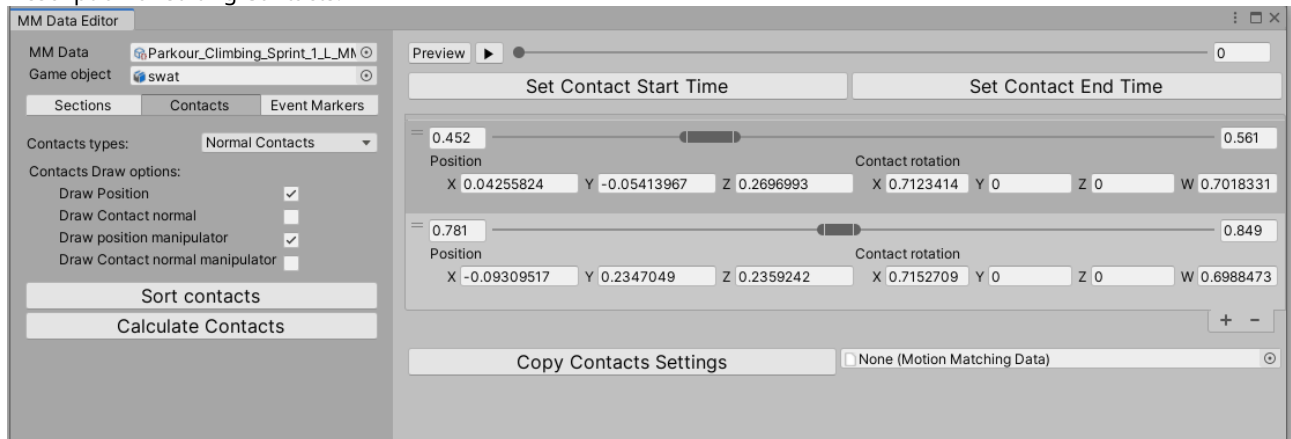 MM Data Editor
MM Data Parkour_Climbing_Sprint_1_L_MM
Game object swat
Sections Contacts Event Markers
Contacts types: Normal Contacts
Contacts Draw options:
Draw Position
Draw Contact normal
Draw position manipulator
Draw Contact normal manipulator
Sort contacts
Calculate Contacts
Preview 0
Set Contact Start Time Set Contact End Time
0.452 0.561
Position Contact rotation
X 0.04255824 Y -0.05413967 Z 0.2696993 X 0.7123414 Y 0 Z 0 W 0.7018331
0.781 0.849
Position Contact rotation
X -0.09309517 Y 0.2347049 Z 0.2359242 X 0.7152709 Y 0 Z 0 W 0.6988473
+ -
Copy Contacts Settings None (Motion Matching Data)